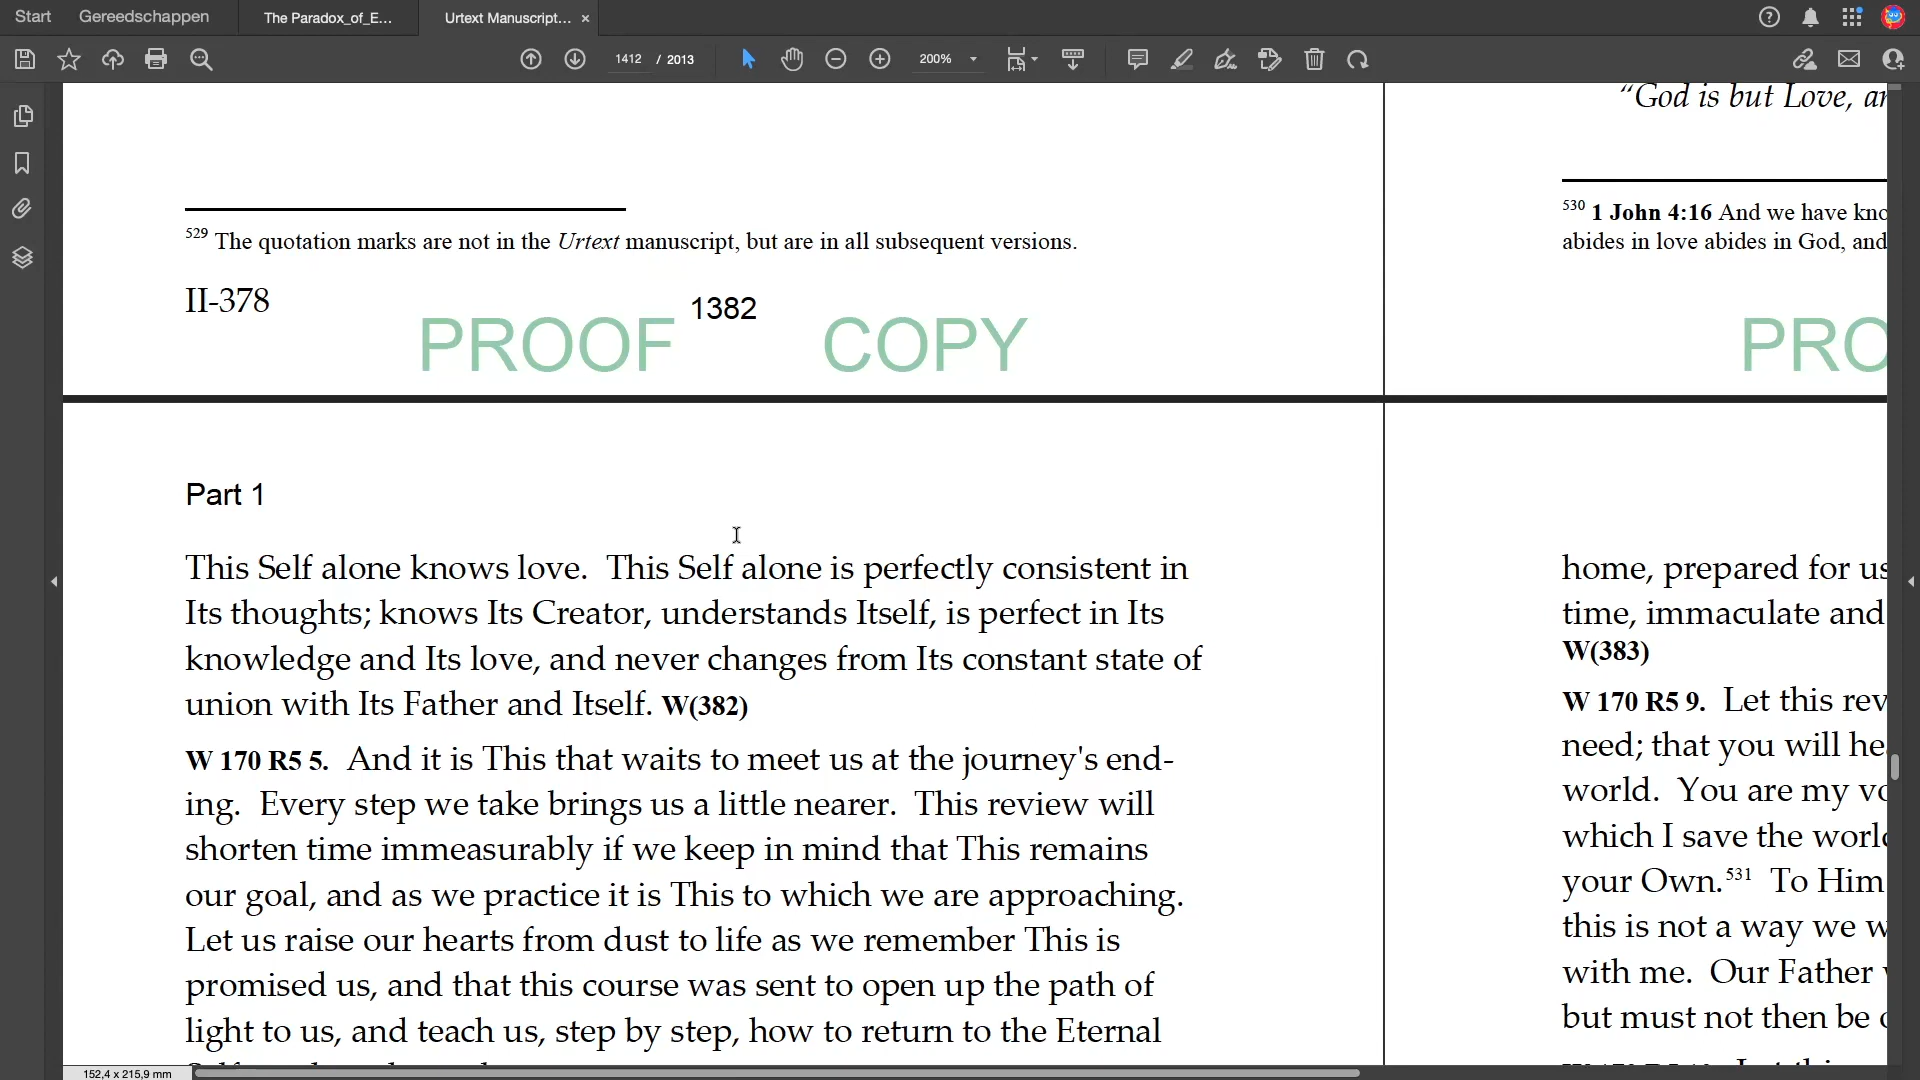 Start Gereedschappen The Paradox_of_E... Urtext Manuscript... ×
1412 / 2013 200%
529 The quotation marks are not in the Urtext manuscript, but are in all subsequent versions.
II-378
1382
PROOF COPY
Part 1
This Self alone knows love. This Self alone is perfectly consistent in
Its thoughts; knows Its Creator, understands Itself, is perfect in Its
knowledge and Its love, and never changes from Its constant state of
union with Its Father and Itself. W(382)
W 170 R5 5. And it is This that waits to meet us at the journey's end-
ing. Every step we take brings us a little nearer. This review will
shorten time immeasurably if we keep in mind that This remains
our goal, and as we practice it is This to which we are approaching.
Let us raise our hearts from dust to life as we remember This is
promised us, and that this course was sent to open up the path of
light to us, and teach us, step by step, how to return to the Eternal
“God is but Love, an
530 1 John 4:16 And we have kno
abides in love abides in God, and
PRO
home, prepared for us
time, immaculate and
W(383)
W 170 R5 9. Let this rev
need; that you will hea
world. You are my vo
which I save the world
your Own.531 To Him
this is not a way we w
with me. Our Father
but must not then be
152,4 x 215,9 mm